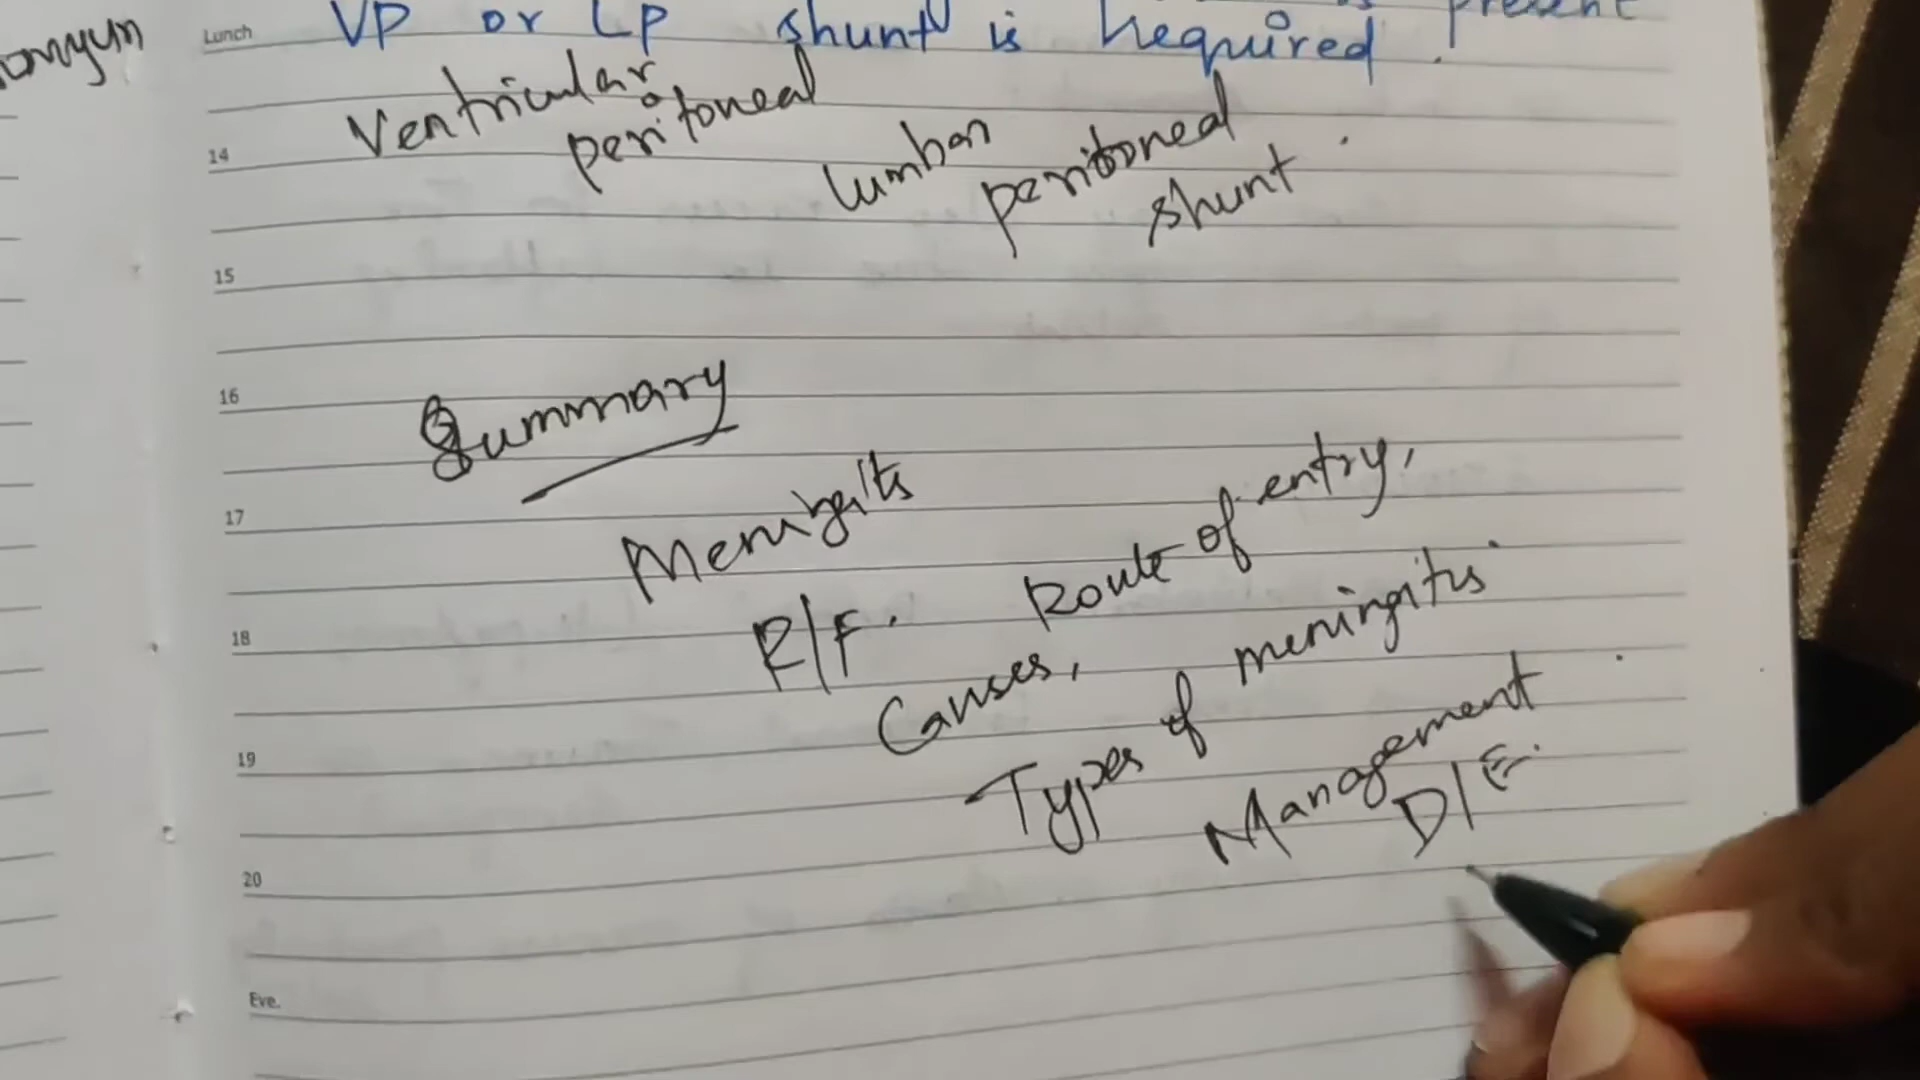 present
Lunch VP or LP shunt is required.
Ventricular peritoneal
lumbar peritoneal shunt.
14
15
16
Summary
17
Meningitis
18
R/F. Route of entry,
Causes,
Types of meningitis
19
Management
D/E.
20
Eve.